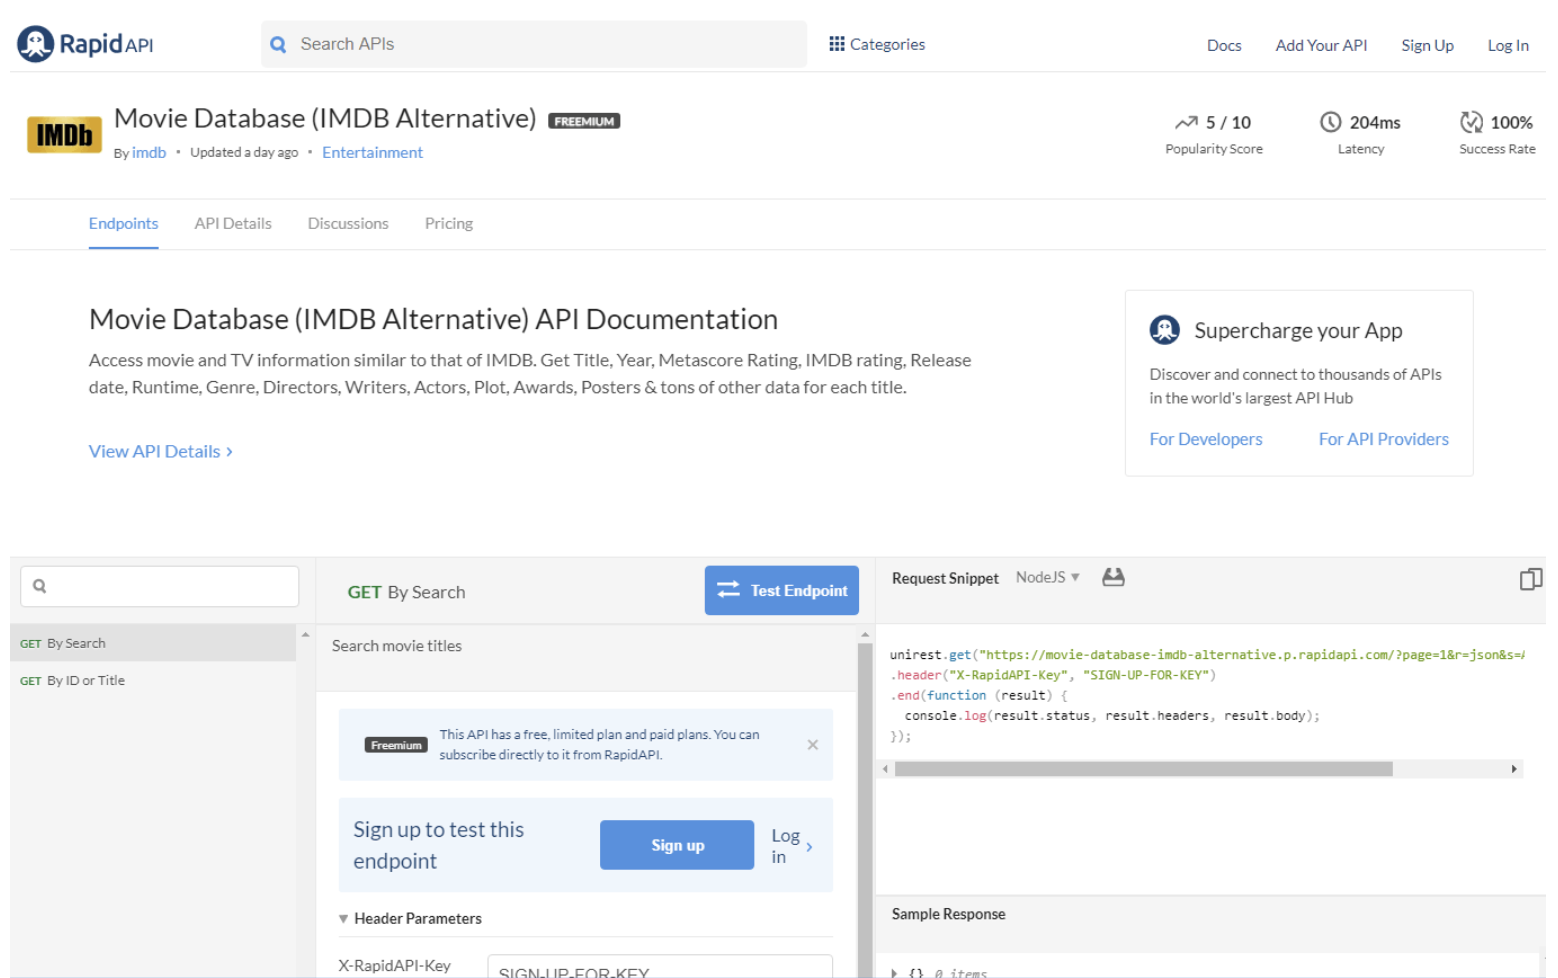 Rapid API
Search APIs
Categories
Docs
Add Your API
Sign Up
Log In
IMDb
Movie Database (IMDB Alternative) FREEMIUM
By imdb • Updated a day ago • Entertainment
5 / 10
Popularity Score
204ms
Latency
100%
Success Rate
Endpoints
API Details
Discussions
Pricing
Movie Database (IMDB Alternative) API Documentation
Access movie and TV information similar to that of IMDB. Get Title, Year, Metascore Rating, IMDB rating, Release
date, Runtime, Genre, Directors, Writers, Actors, Plot, Awards, Posters & tons of other data for each title.
View API Details ›
Supercharge your App
Discover and connect to thousands of APIs
in the world's largest API Hub
For Developers
For API Providers
GET By Search
GET By ID or Title
GET By Search
Test Endpoint
Search movie titles
Freemium
This API has a free, limited plan and paid plans. You can
subscribe directly to it from RapidAPI.
Sign up to test this
endpoint
Sign up
Log
in
Header Parameters
X-RapidAPI-Key
SIGN-UP-FOR-KEY
Request Snippet
NodeJS
unirest.get("https://movie-database-imdb-alternative.p.rapidapi.com/?page=1&r=json&s=
.header("X-RapidAPI-Key", "SIGN-UP-FOR-KEY")
.end(function (result) {
console.log(result.status, result.headers, result.body);
});
Sample Response
{} 0 items